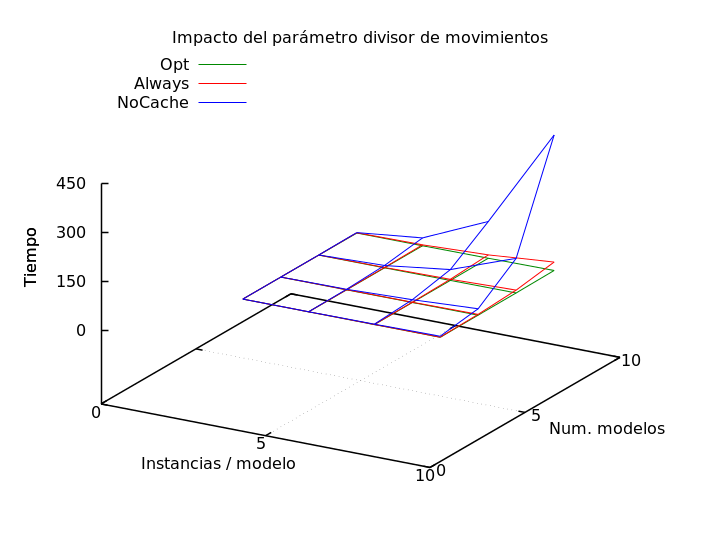 Impacto del parámetro divisor de movimientos
Opt
Always
NoCache
450
300
150
0
Tiempo
0
5
10
Instancias / modelo
0
5
10
Num. modelos